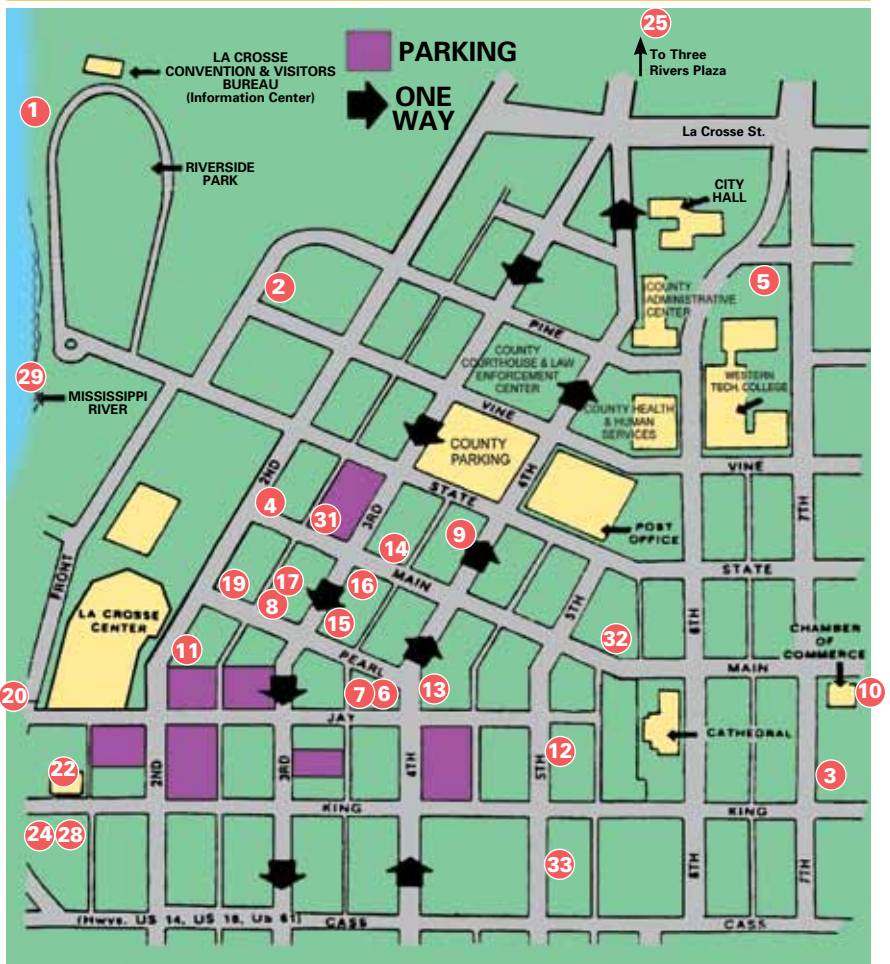 25
LA CROSSE
CONVENTION & VISITORS
BUREAU
(Information Center)
PARKING
To Three
Rivers Plaza
ONE
WAY
1
La Crosse St.
RIVERSIDE
PARK
CITY
HALL
2
5
COUNTY
ADMINISTRATIVE
CENTER
PINE
COUNTY
COURTHOUSE & LAW
ENFORCEMENT
CENTER
29
MISSISSIPPI
RIVER
WESTERN
TECH. COLLEGE
VINE
COUNTY HEALTH
& HUMAN
SERVICES
COUNTY
PARKING
2ND
VINE
STATE
6TH
4
31
3RD
7TH
POST
OFFICE
9
14
FRONT
MAIN
STATE
19
17
16
8
5TH
LA CROSSE
CENTER
15
6TH
32
CHAMBER
OF
COMMERCE
11
PEARL
MAIN
20
7
6
13
10
JAY
CATHEDRAL
12
22
2ND
3RD
4TH
5TH
3
KING
KING
24
28
33
6TH
7TH
(Hwys. US 14, US 16, Us 61)
CASS
CASS